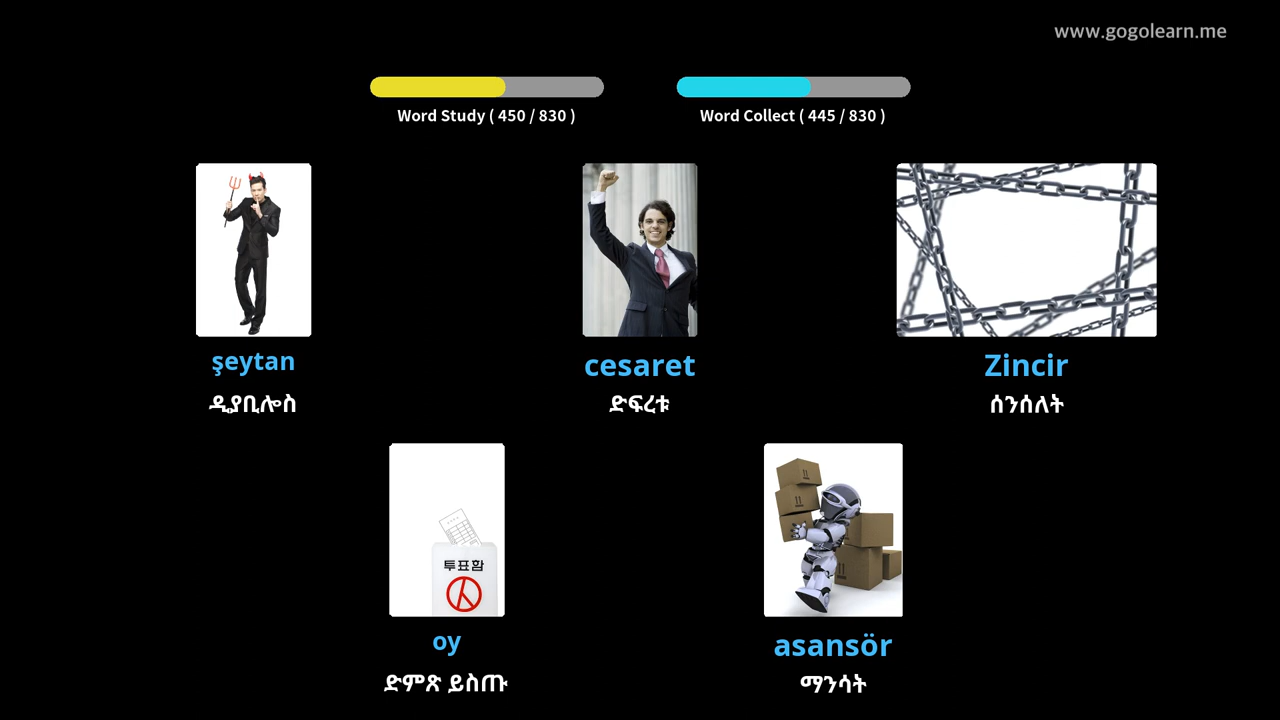 www.gogolearn.me
Word Study ( 450 / 830 )
Word Collect ( 445 / 830 )
şeytan
cesaret
Zincir
ዲያቢሎስ
ድፍረቱ
ሰንሰለት
투표함
oy
asansör
ድምጽ ይስጡ
ማንሳት